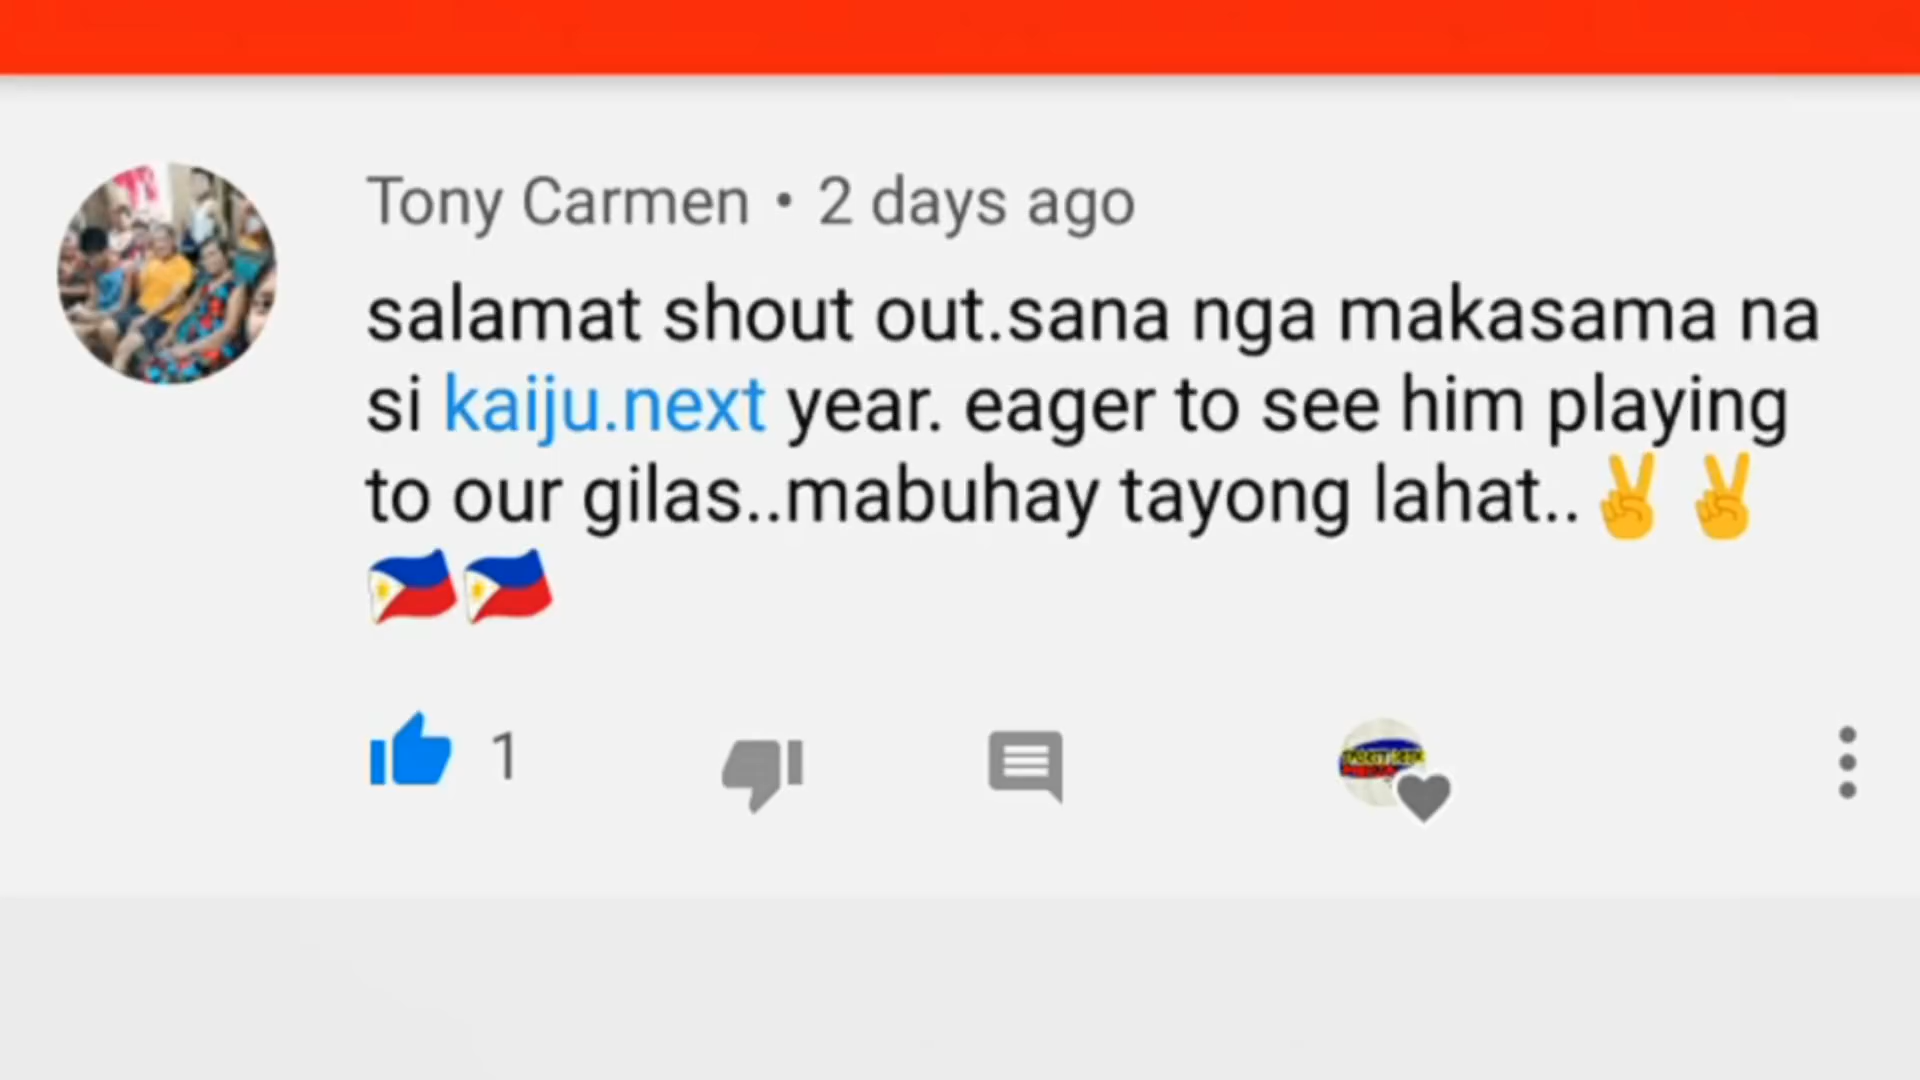 Tony Carmen • 2 days ago
salamat shout out.sana nga makasama na
si kaiju.next year. eager to see him playing
to our gilas..mabuhay tayong lahat..✌✌
🇵🇭🇵🇭
1